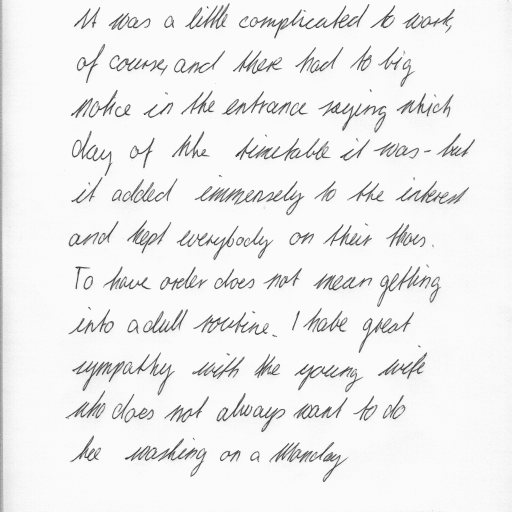 It was a little complicated to work,
of course, and there had to big
notice in the entrance saying which
day of the timetable it was - but
it added immensely to the interest
and kept everybody on their thoes.
To have order does not mean getting
into a dull routine. I habe great
sympathy with the young wife
who does not always want to do
hee washing on a Monday